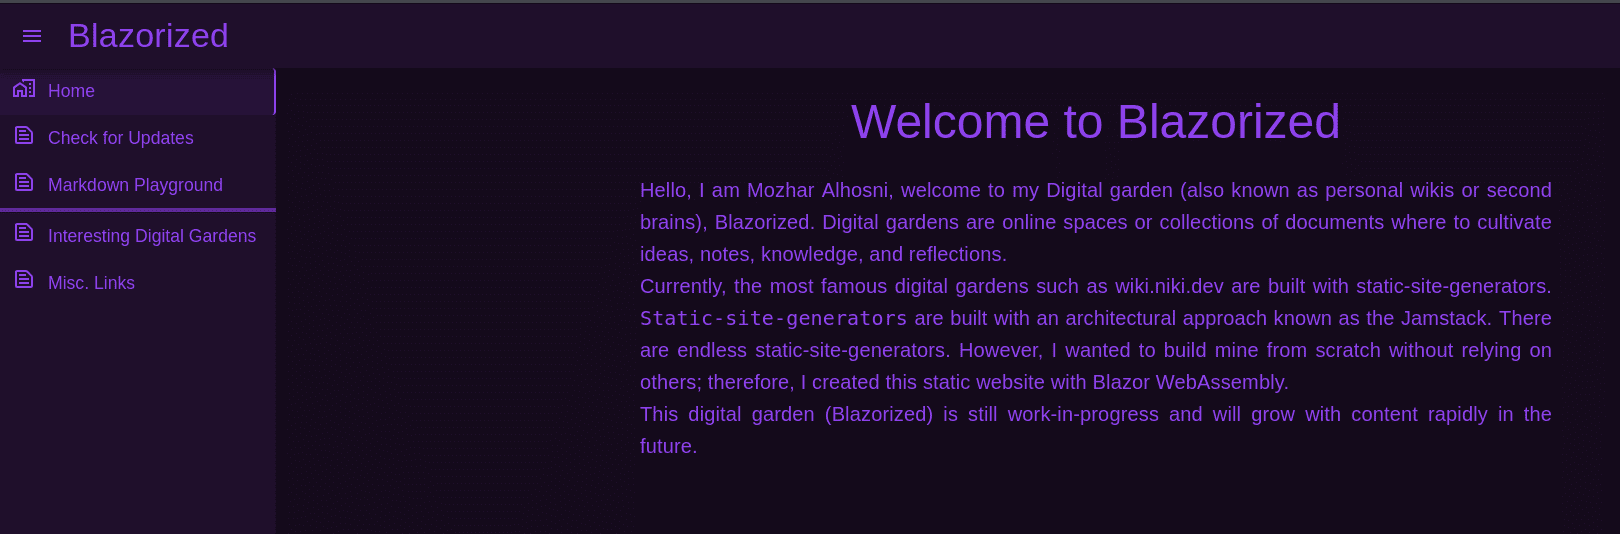 Blazorized
Home
Check for Updates
Markdown Playground
Interesting Digital Gardens
Misc. Links
Welcome to Blazorized
Hello, I am Mozhar Alhosni, welcome to my Digital garden (also known as personal wikis or second
brains), Blazorized. Digital gardens are online spaces or collections of documents where to cultivate
ideas, notes, knowledge, and reflections.
Currently, the most famous digital gardens such as wiki.niki.dev are built with static-site-generators.
Static-site-generators are built with an architectural approach known as the Jamstack. There
are endless static-site-generators. However, I wanted to build mine from scratch without relying on
others; therefore, I created this static website with Blazor WebAssembly.
This digital garden (Blazorized) is still work-in-progress and will grow with content rapidly in the
future.